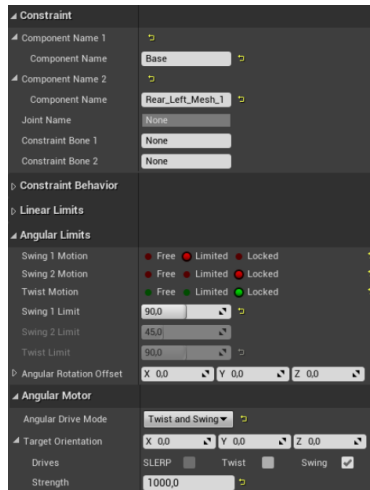 Constraint
Component Name 1
Component Name Base
Component Name 2
Component Name Rear_Left_Mesh_1
Joint Name None
Constraint Bone 1 None
Constraint Bone 2 None
Constraint Behavior
Linear Limits
Angular Limits
Swing 1 Motion Free Limited Locked
Swing 2 Motion Free Limited Locked
Twist Motion Free Limited Locked
Swing 1 Limit 90,0
Swing 2 Limit 45,0
Twist Limit 90,0
Angular Rotation Offset X 0,0 Y 0,0 Z 0,0
Angular Motor
Angular Drive Mode Twist and Swing
Target Orientation X 0,0 Y 0,0 Z 0,0
Drives SLERP Twist Swing
Strength 1000,0